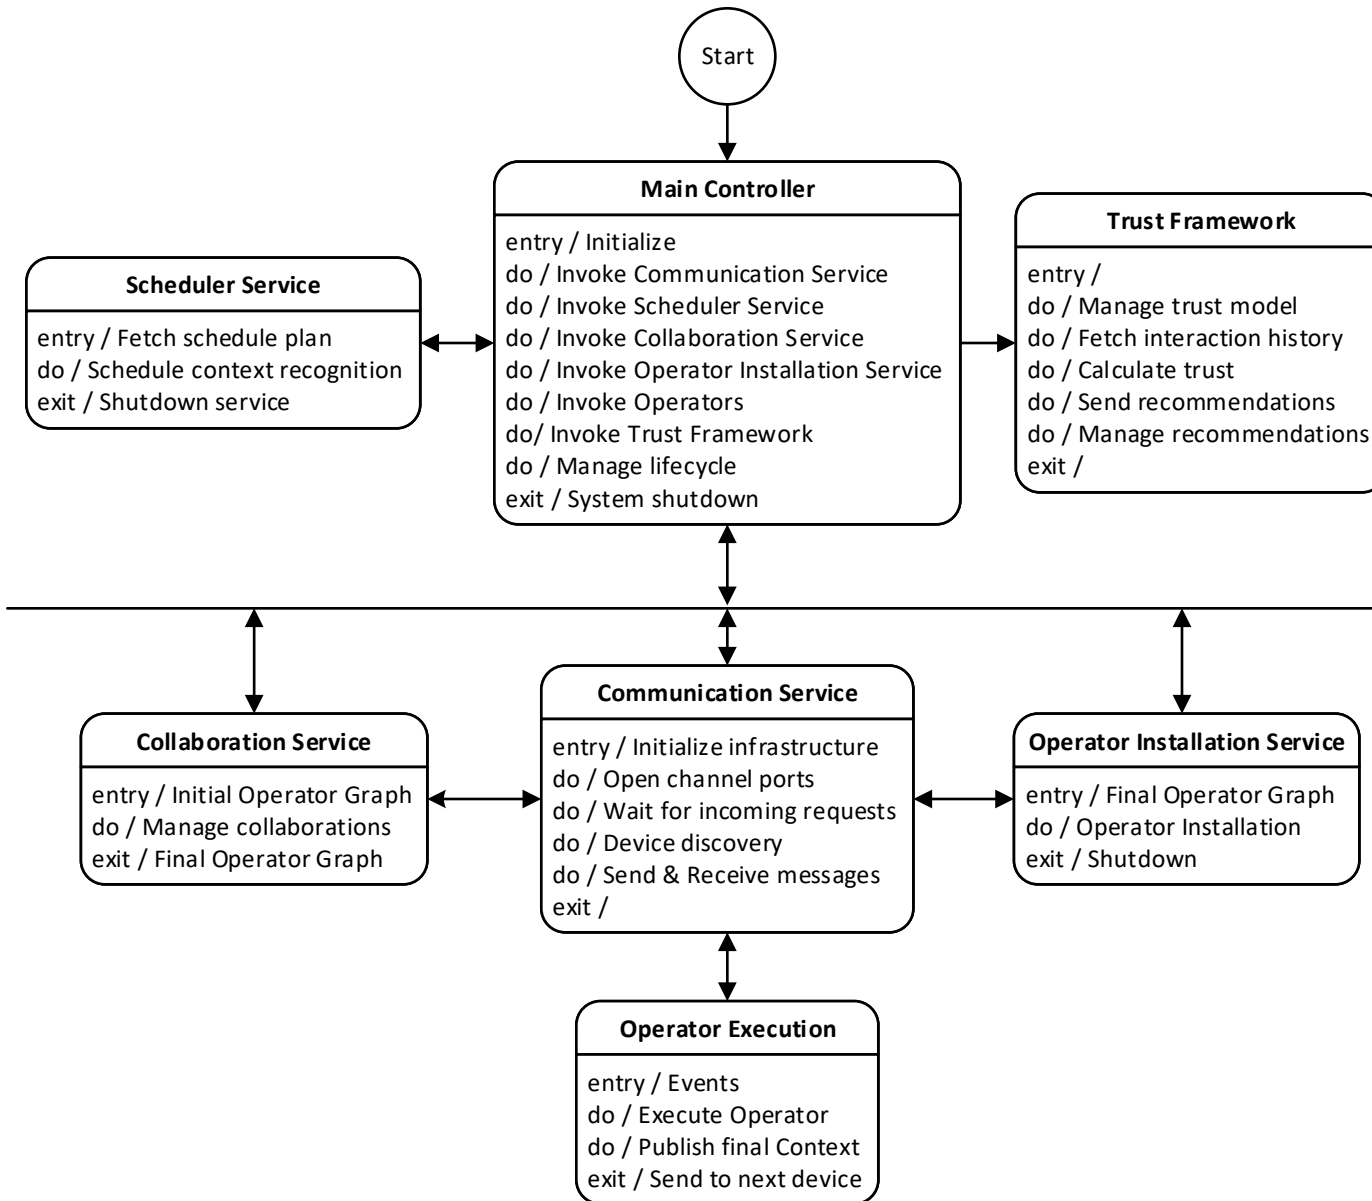 Start
Main Controller
entry / Initialize
do / Invoke Communication Service
do / Invoke Scheduler Service
do / Invoke Collaboration Service
do / Invoke Operator Installation Service
do / Invoke Operators
do/ Invoke Trust Framework
do / Manage lifecycle
exit / System shutdown
Trust Framework
entry /
do / Manage trust model
do / Fetch interaction history
do / Calculate trust
do / Send recommendations
do / Manage recommendations
exit /
Scheduler Service
entry / Fetch schedule plan
do / Schedule context recognition
exit / Shutdown service
Collaboration Service
entry / Initial Operator Graph
do / Manage collaborations
exit / Final Operator Graph
Communication Service
entry / Initialize infrastructure
do / Open channel ports
do / Wait for incoming requests
do / Device discovery
do / Send & Receive messages
exit /
Operator Installation Service
entry / Final Operator Graph
do / Operator Installation
exit / Shutdown
Operator Execution
entry / Events
do / Execute Operator
do / Publish final Context
exit / Send to next device